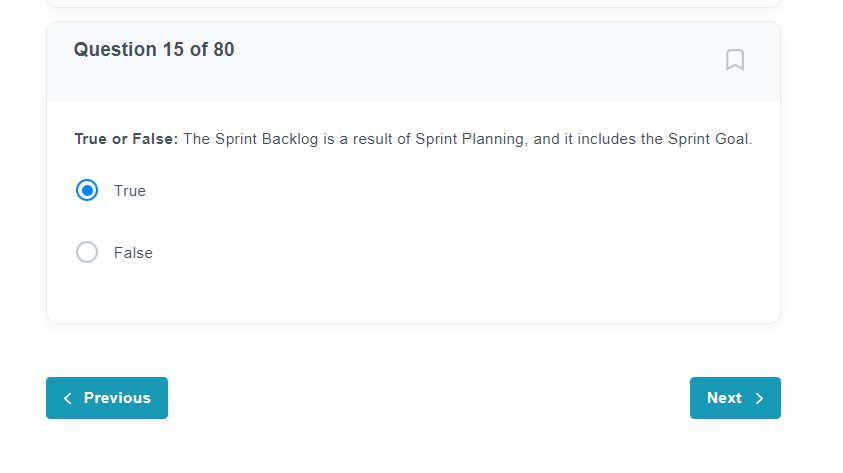 Question 15 of 80
True or False: The Sprint Backlog is a result of Sprint Planning, and it includes the Sprint Goal.
True
False
Previous
Next